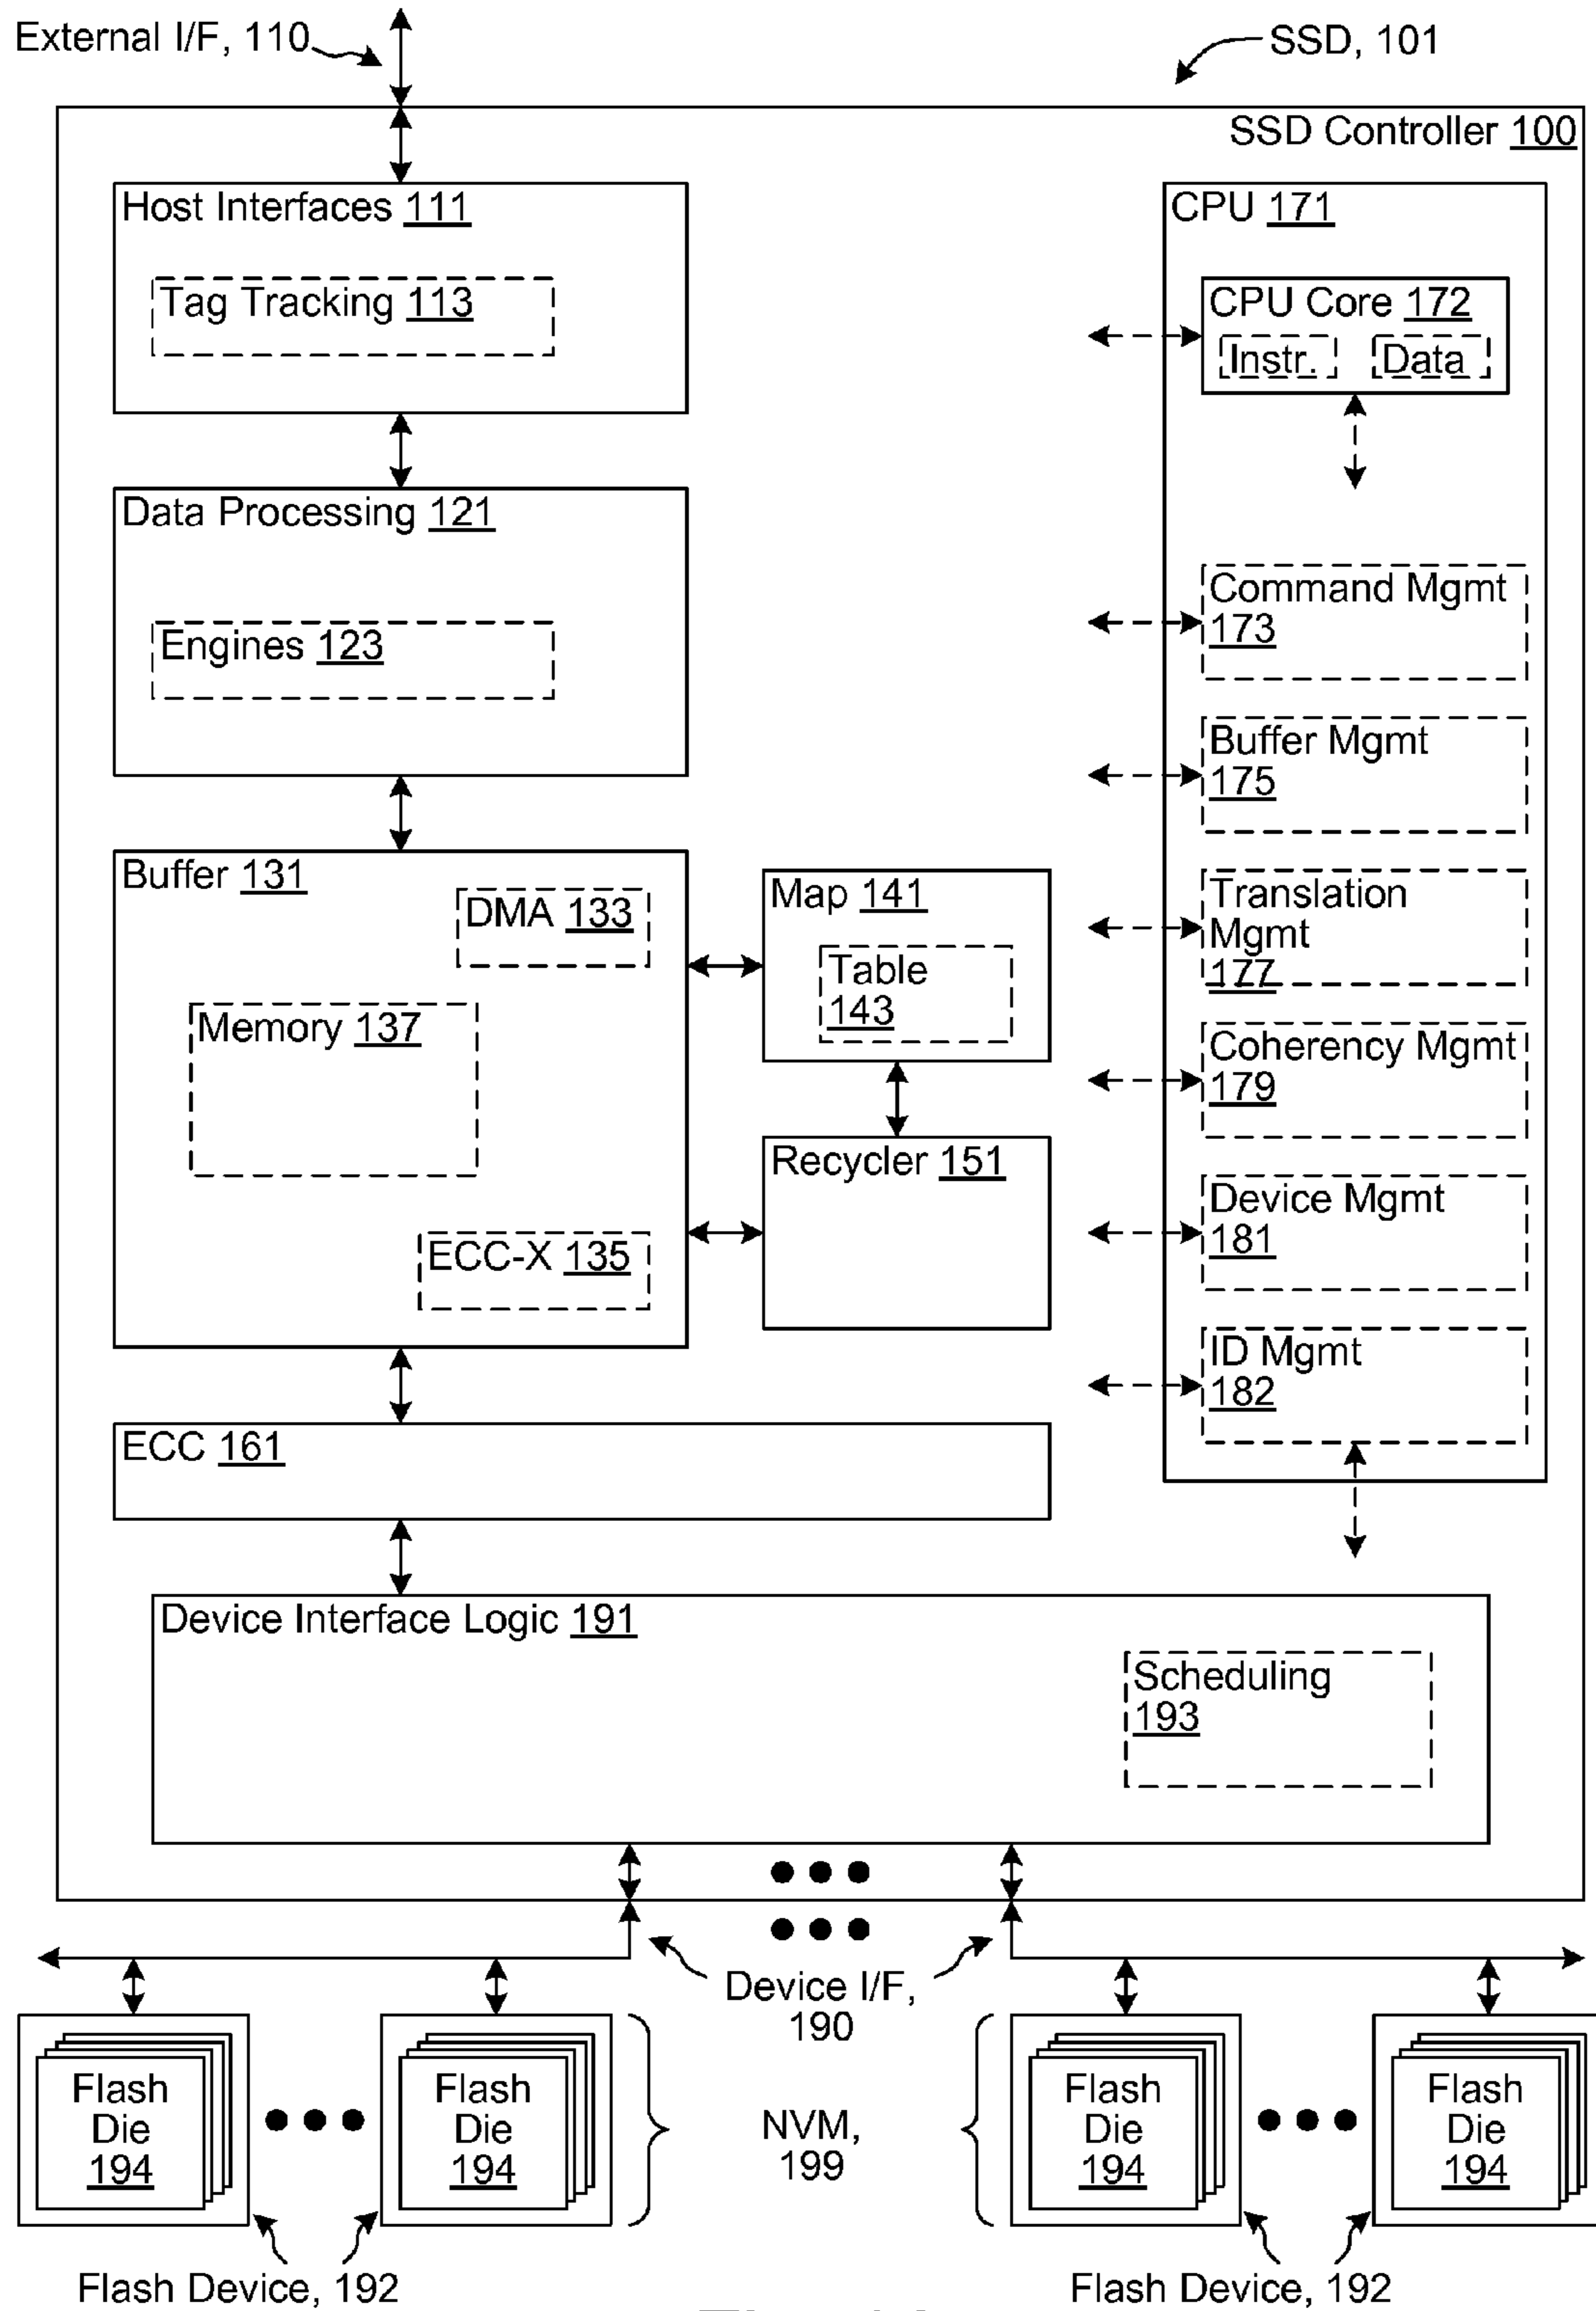 External I/F, 110
SSD, 101
SSD Controller 100
Host Interfaces 111
Tag Tracking 113
Data Processing 121
Engines 123
Buffer 131
DMA 133
Memory 137
ECC-X 135
Map 141
Table
143
Recycler 151
ECC 161
CPU 171
CPU Core 172
Instr.
Data
Command Mgmt
173
Buffer Mgmt
175
Translation
Mgmt
177
Coherency Mgmt
179
Device Mgmt
181
ID Mgmt
182
Device Interface Logic 191
Scheduling
193
Device I/F,
190
Flash
Die
194
Flash
Die
194
NVM,
199
Flash
Die
194
Flash
Die
194
Flash Device, 192
Flash Device, 192